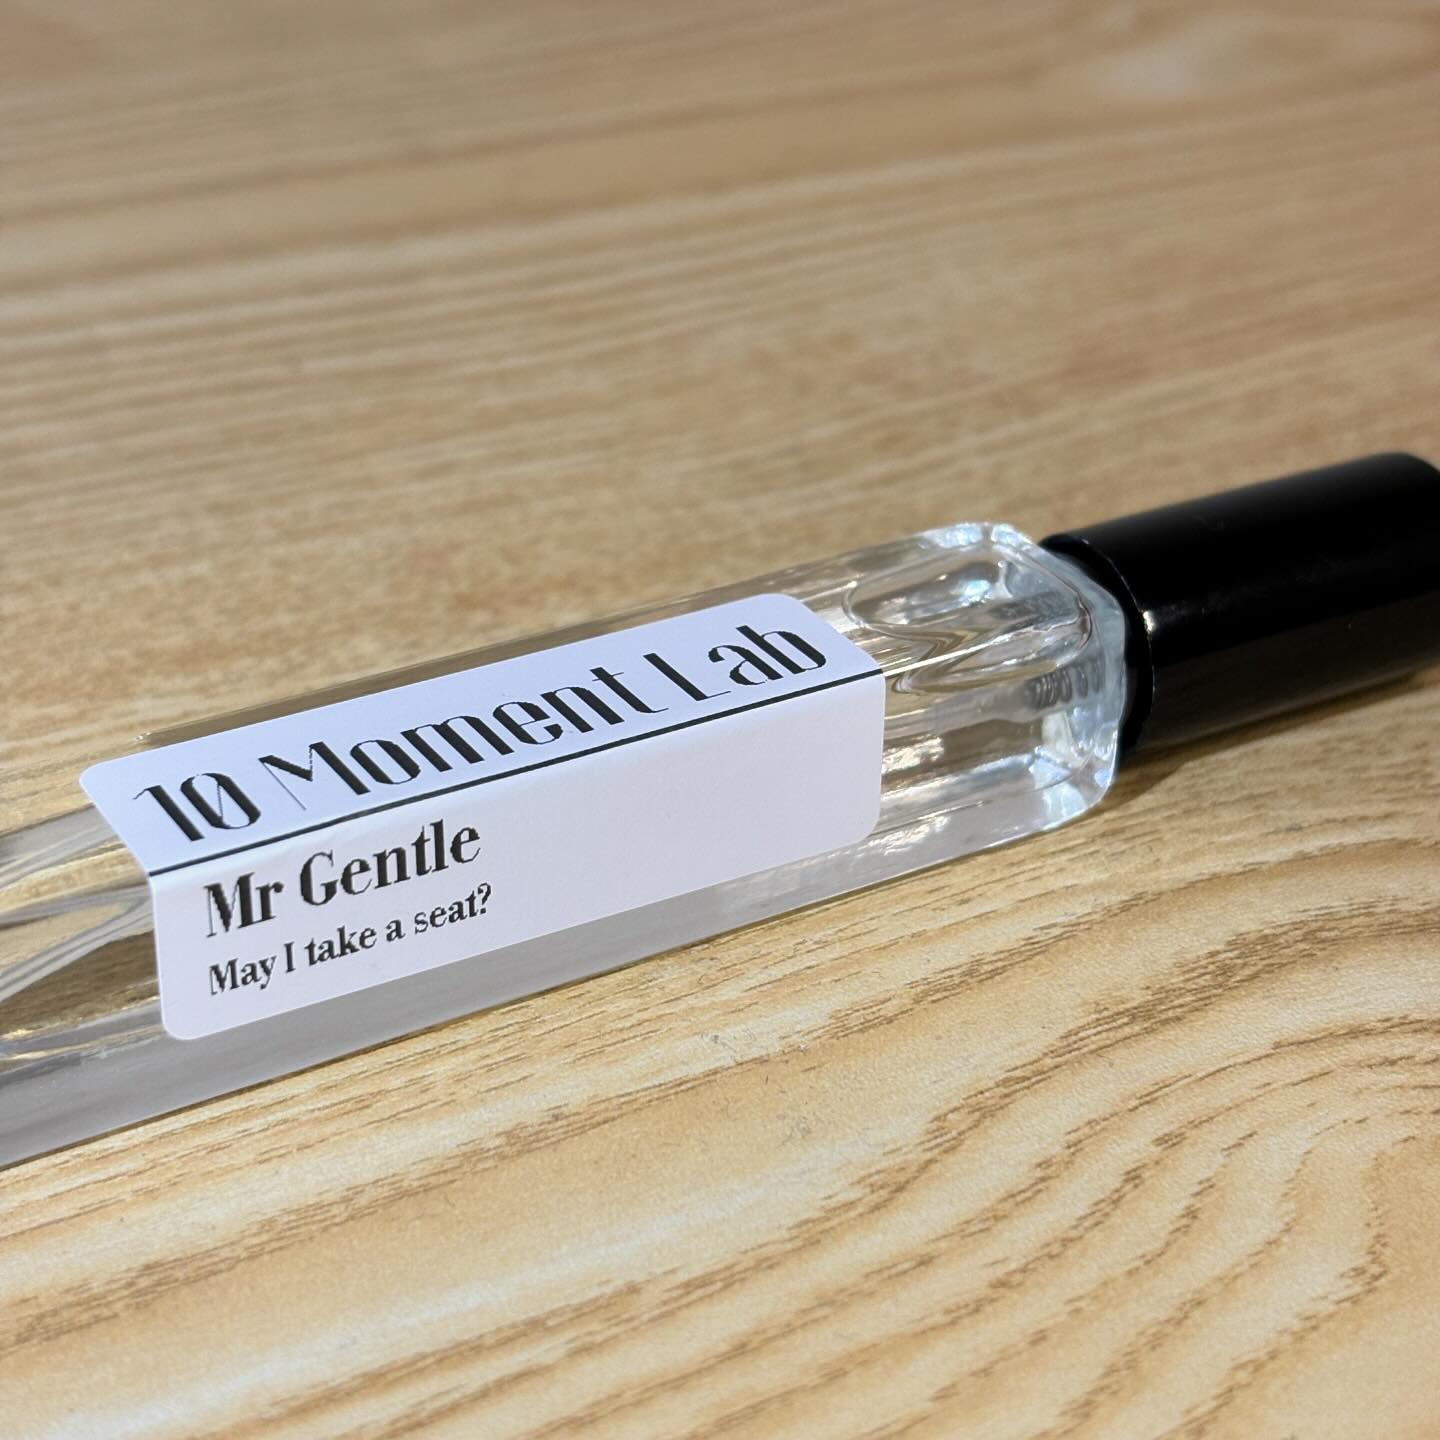 10 Moment Lab
Mr Gentle
May I take a seat?